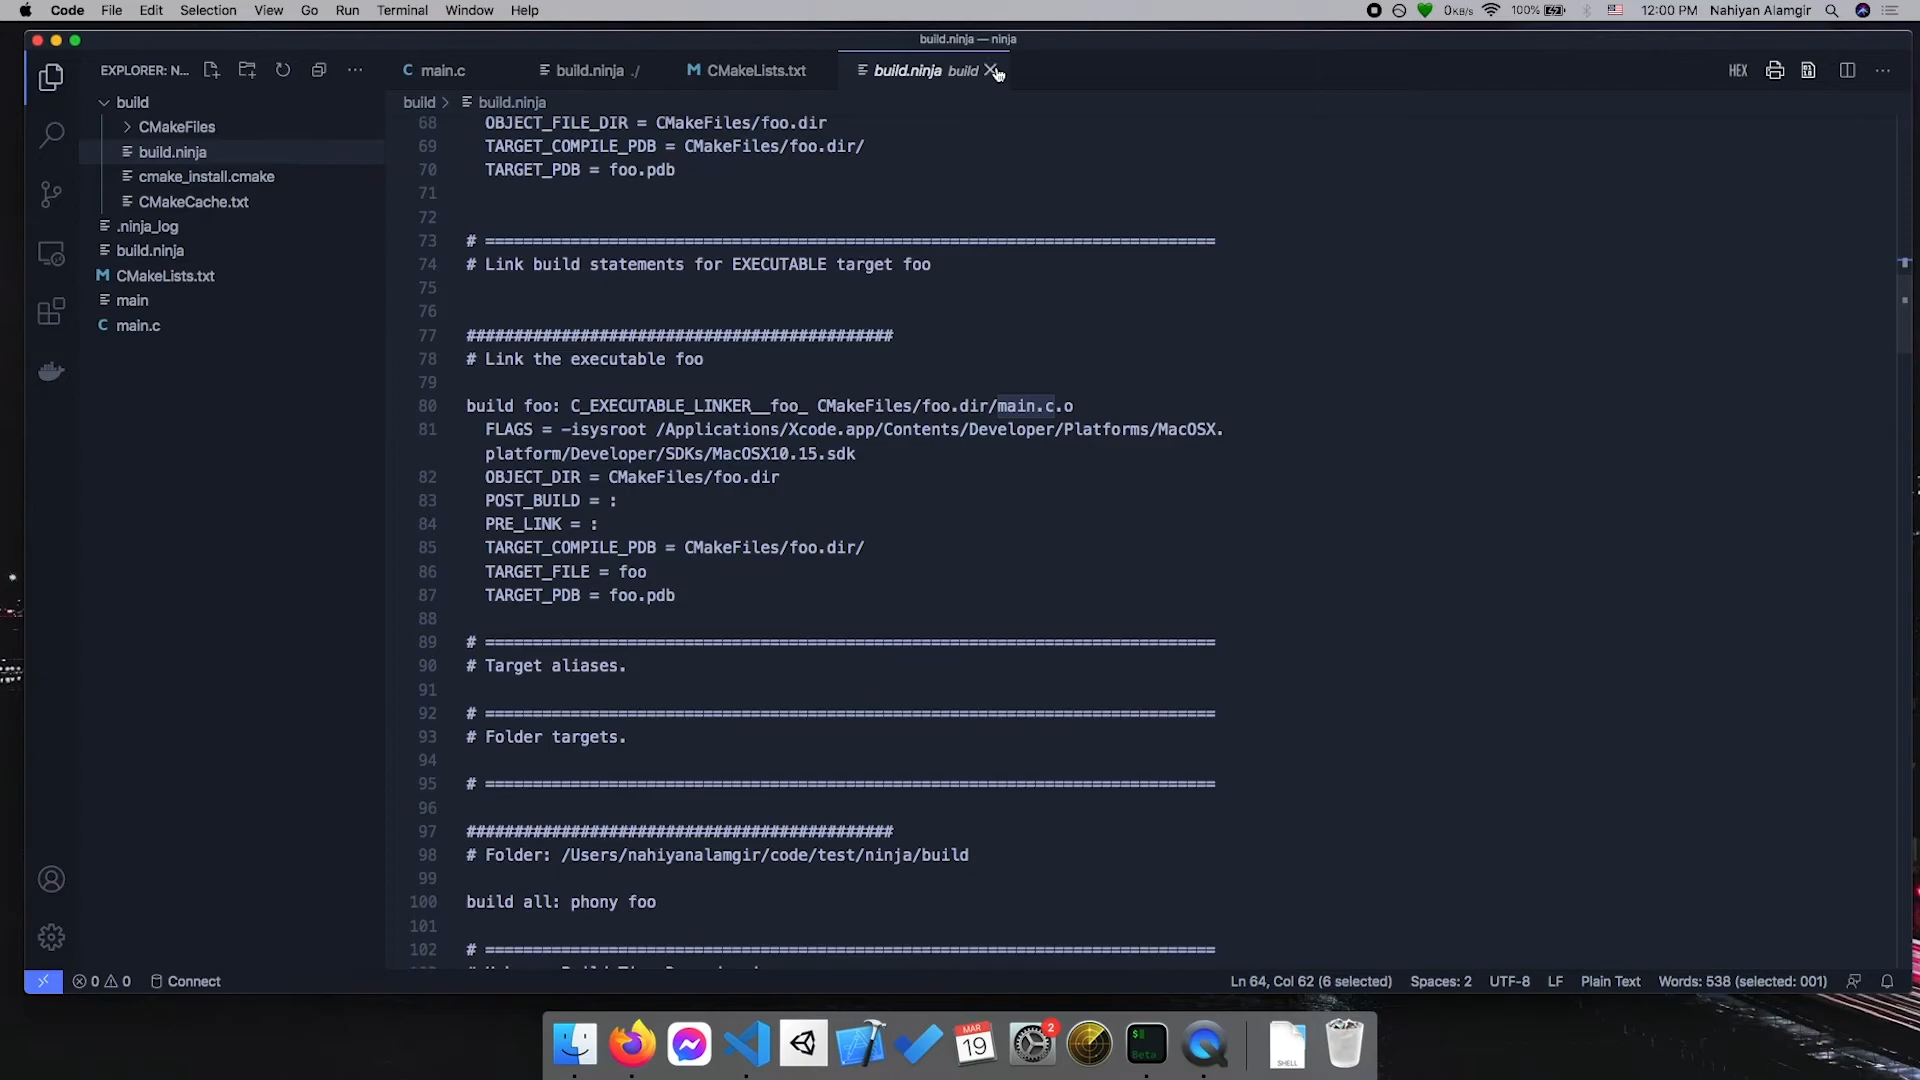 Code File Edit Selection View Go Run Terminal Window Help 0KB/s 100% 12:00 PM Nahiyan Alamgir
build.ninja — ninja
EXPLORER: N... main.c build.ninja ./ CMakeLists.txt build.ninja build HEX
build
CMakeFiles
build.ninja
cmake_install.cmake
CMakeCache.txt
.ninja_log
build.ninja
CMakeLists.txt
main
main.c
build > build.ninja
68 OBJECT_FILE_DIR = CMakeFiles/foo.dir
69 TARGET_COMPILE_PDB = CMakeFiles/foo.dir/
70 TARGET_PDB = foo.pdb
71
72
73 # =============================================================================
74 # Link build statements for EXECUTABLE target foo
75
76
77 #############################################
78 # Link the executable foo
79
80 build foo: C_EXECUTABLE_LINKER__foo_ CMakeFiles/foo.dir/main.c.o
81 FLAGS = -isysroot /Applications/Xcode.app/Contents/Developer/Platforms/MacOSX.
platform/Developer/SDKs/MacOSX10.15.sdk
82 OBJECT_DIR = CMakeFiles/foo.dir
83 POST_BUILD = :
84 PRE_LINK = :
85 TARGET_COMPILE_PDB = CMakeFiles/foo.dir/
86 TARGET_FILE = foo
87 TARGET_PDB = foo.pdb
88
89 # =============================================================================
90 # Target aliases.
91
92 # =============================================================================
93 # Folder targets.
94
95 # =============================================================================
96
97 #############################################
98 # Folder: /Users/nahiyanalamgir/code/test/ninja/build
99
100 build all: phony foo
101
102 # =============================================================================
0 0 Connect Ln 64, Col 62 (6 selected) Spaces: 2 UTF-8 LF Plain Text Words: 538 (selected: 001)
MAR
19
2
$
Beta
SHELL